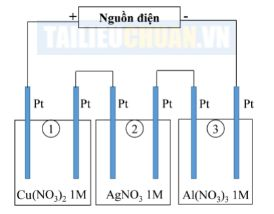 + Nguồn điện -
TAILIEUCHUAN.VN
Pt Pt Pt Pt Pt Pt
1 2 3
Cu(NO₃)₂ 1M AgNO₃ 1M Al(NO₃)₃ 1M